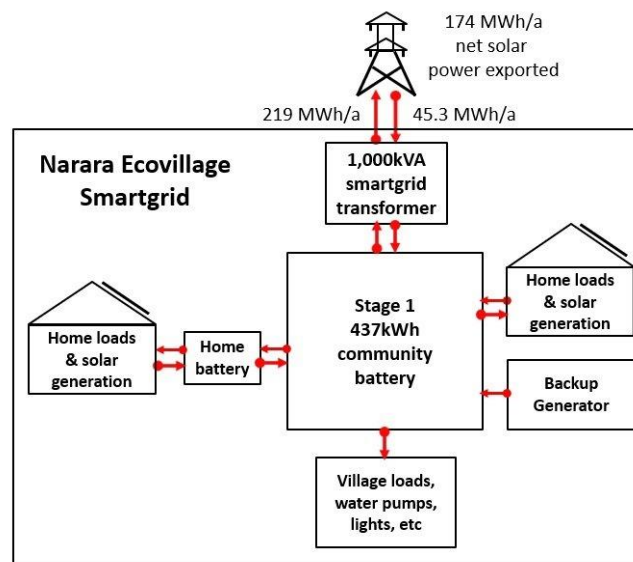 174 MWh/a
net solar
power exported
219 MWh/a
45.3 MWh/a
Narara Ecovillage
Smartgrid
1,000kVA
smartgrid
transformer
Home loads
& solar
generation
Home
battery
Stage 1
437kWh
community
battery
Home loads
& solar
generation
Backup
Generator
Village loads,
water pumps,
lights, etc